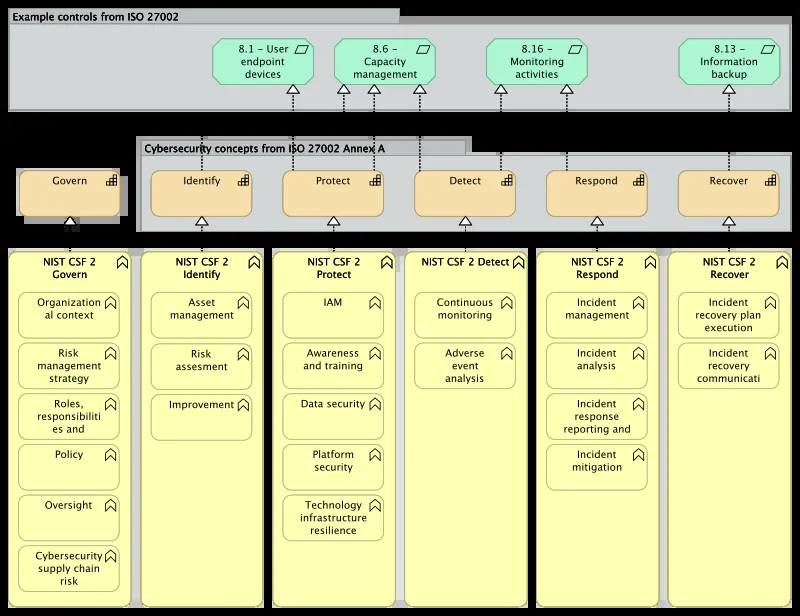 Example controls from ISO 27002
8.1 – User
endpoint
devices
8.6 –
Capacity
management
8.16 –
Monitoring
activities
8.13 –
Information
backup
Cybersecurity concepts from ISO 27002 Annex A
Govern
Identify
Protect
Detect
Respond
Recover
NIST CSF 2
Govern
Organization
al context
Risk
management
strategy
Roles,
responsibiliti
es and
Policy
Oversight
Cybersecurity
supply chain
risk
NIST CSF 2
Identify
Asset
management
Risk
assesment
Improvement
NIST CSF 2
Protect
IAM
Awareness
and training
Data security
Platform
security
Technology
infrastructure
resilience
NIST CSF 2 Detect
Continuous
monitoring
Adverse
event
analysis
NIST CSF 2
Respond
Incident
management
Incident
analysis
Incident
response
reporting and
Incident
mitigation
NIST CSF 2
Recover
Incident
recovery plan
execution
Incident
recovery
communicati